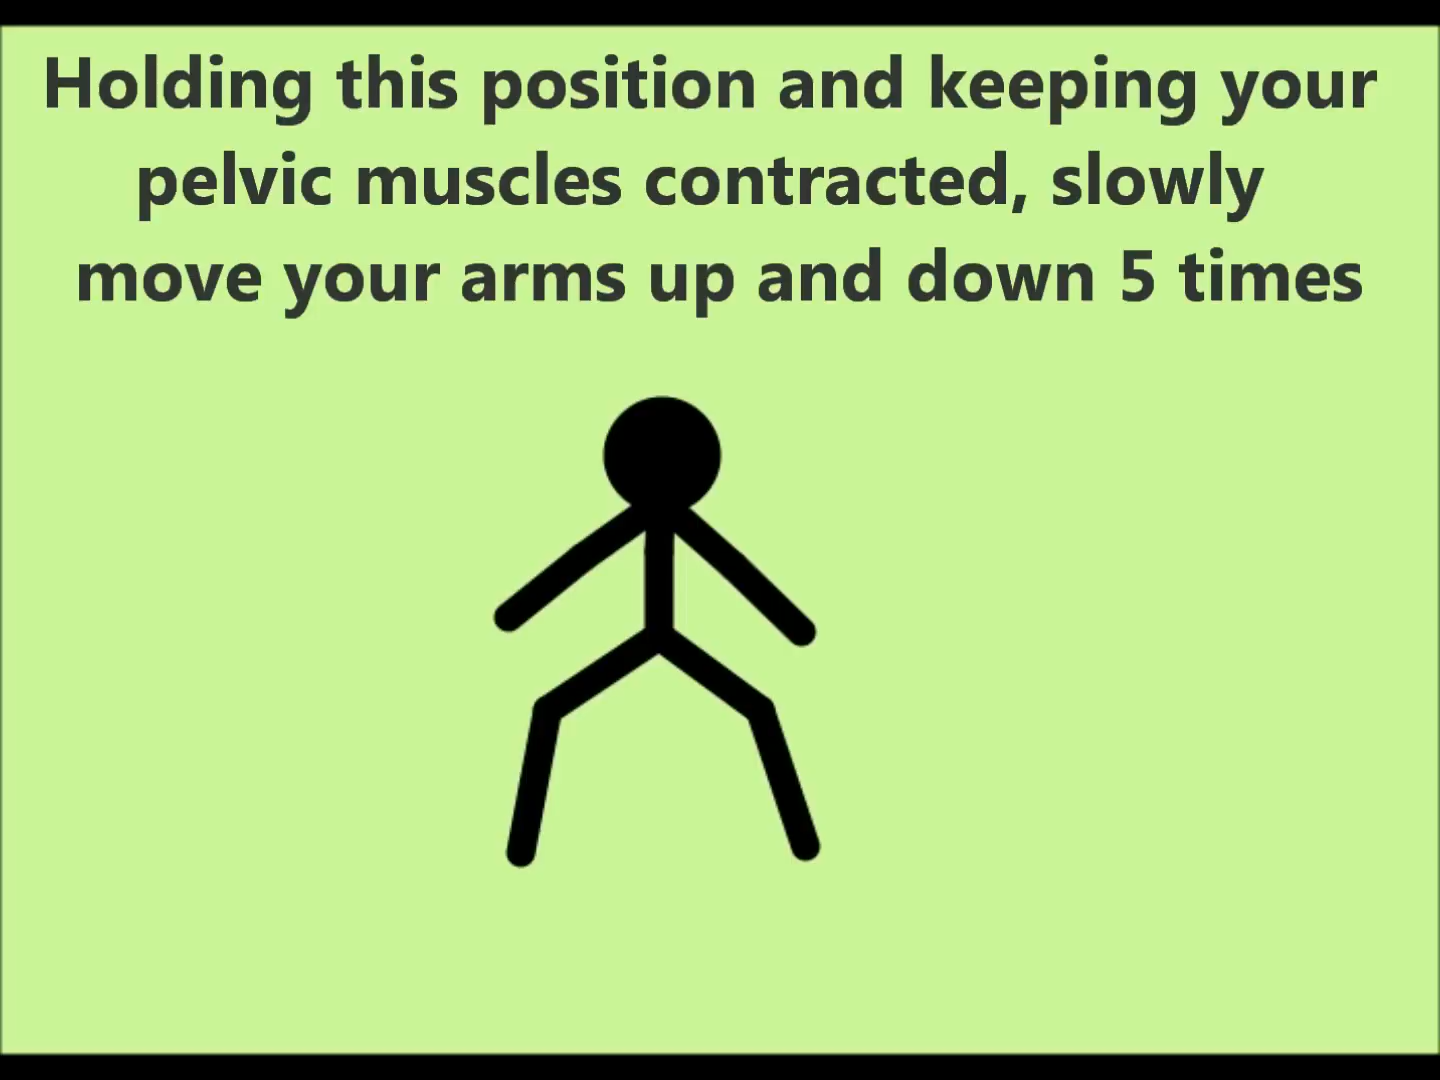 Holding this position and keeping your
pelvic muscles contracted, slowly
move your arms up and down 5 times